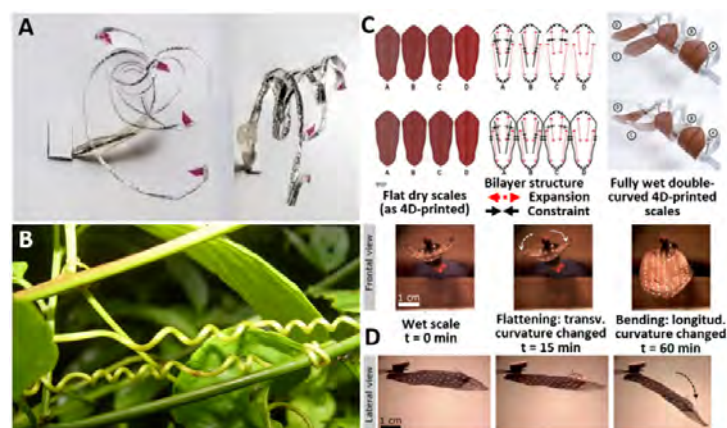 A
C
A B C D
A B C D
A B C D
A B C D
Flat dry scales
(as 4D-printed)
Bilayer structure
Expansion
Constraint
Fully wet double-
curved 4D-printed
scales
B
Frontal view
1 cm
Wet scale
t = 0 min
Flattening: transv.
curvature changed
t = 15 min
Bending: longitud.
curvature changed
t = 60 min
D
Lateral view
1 cm